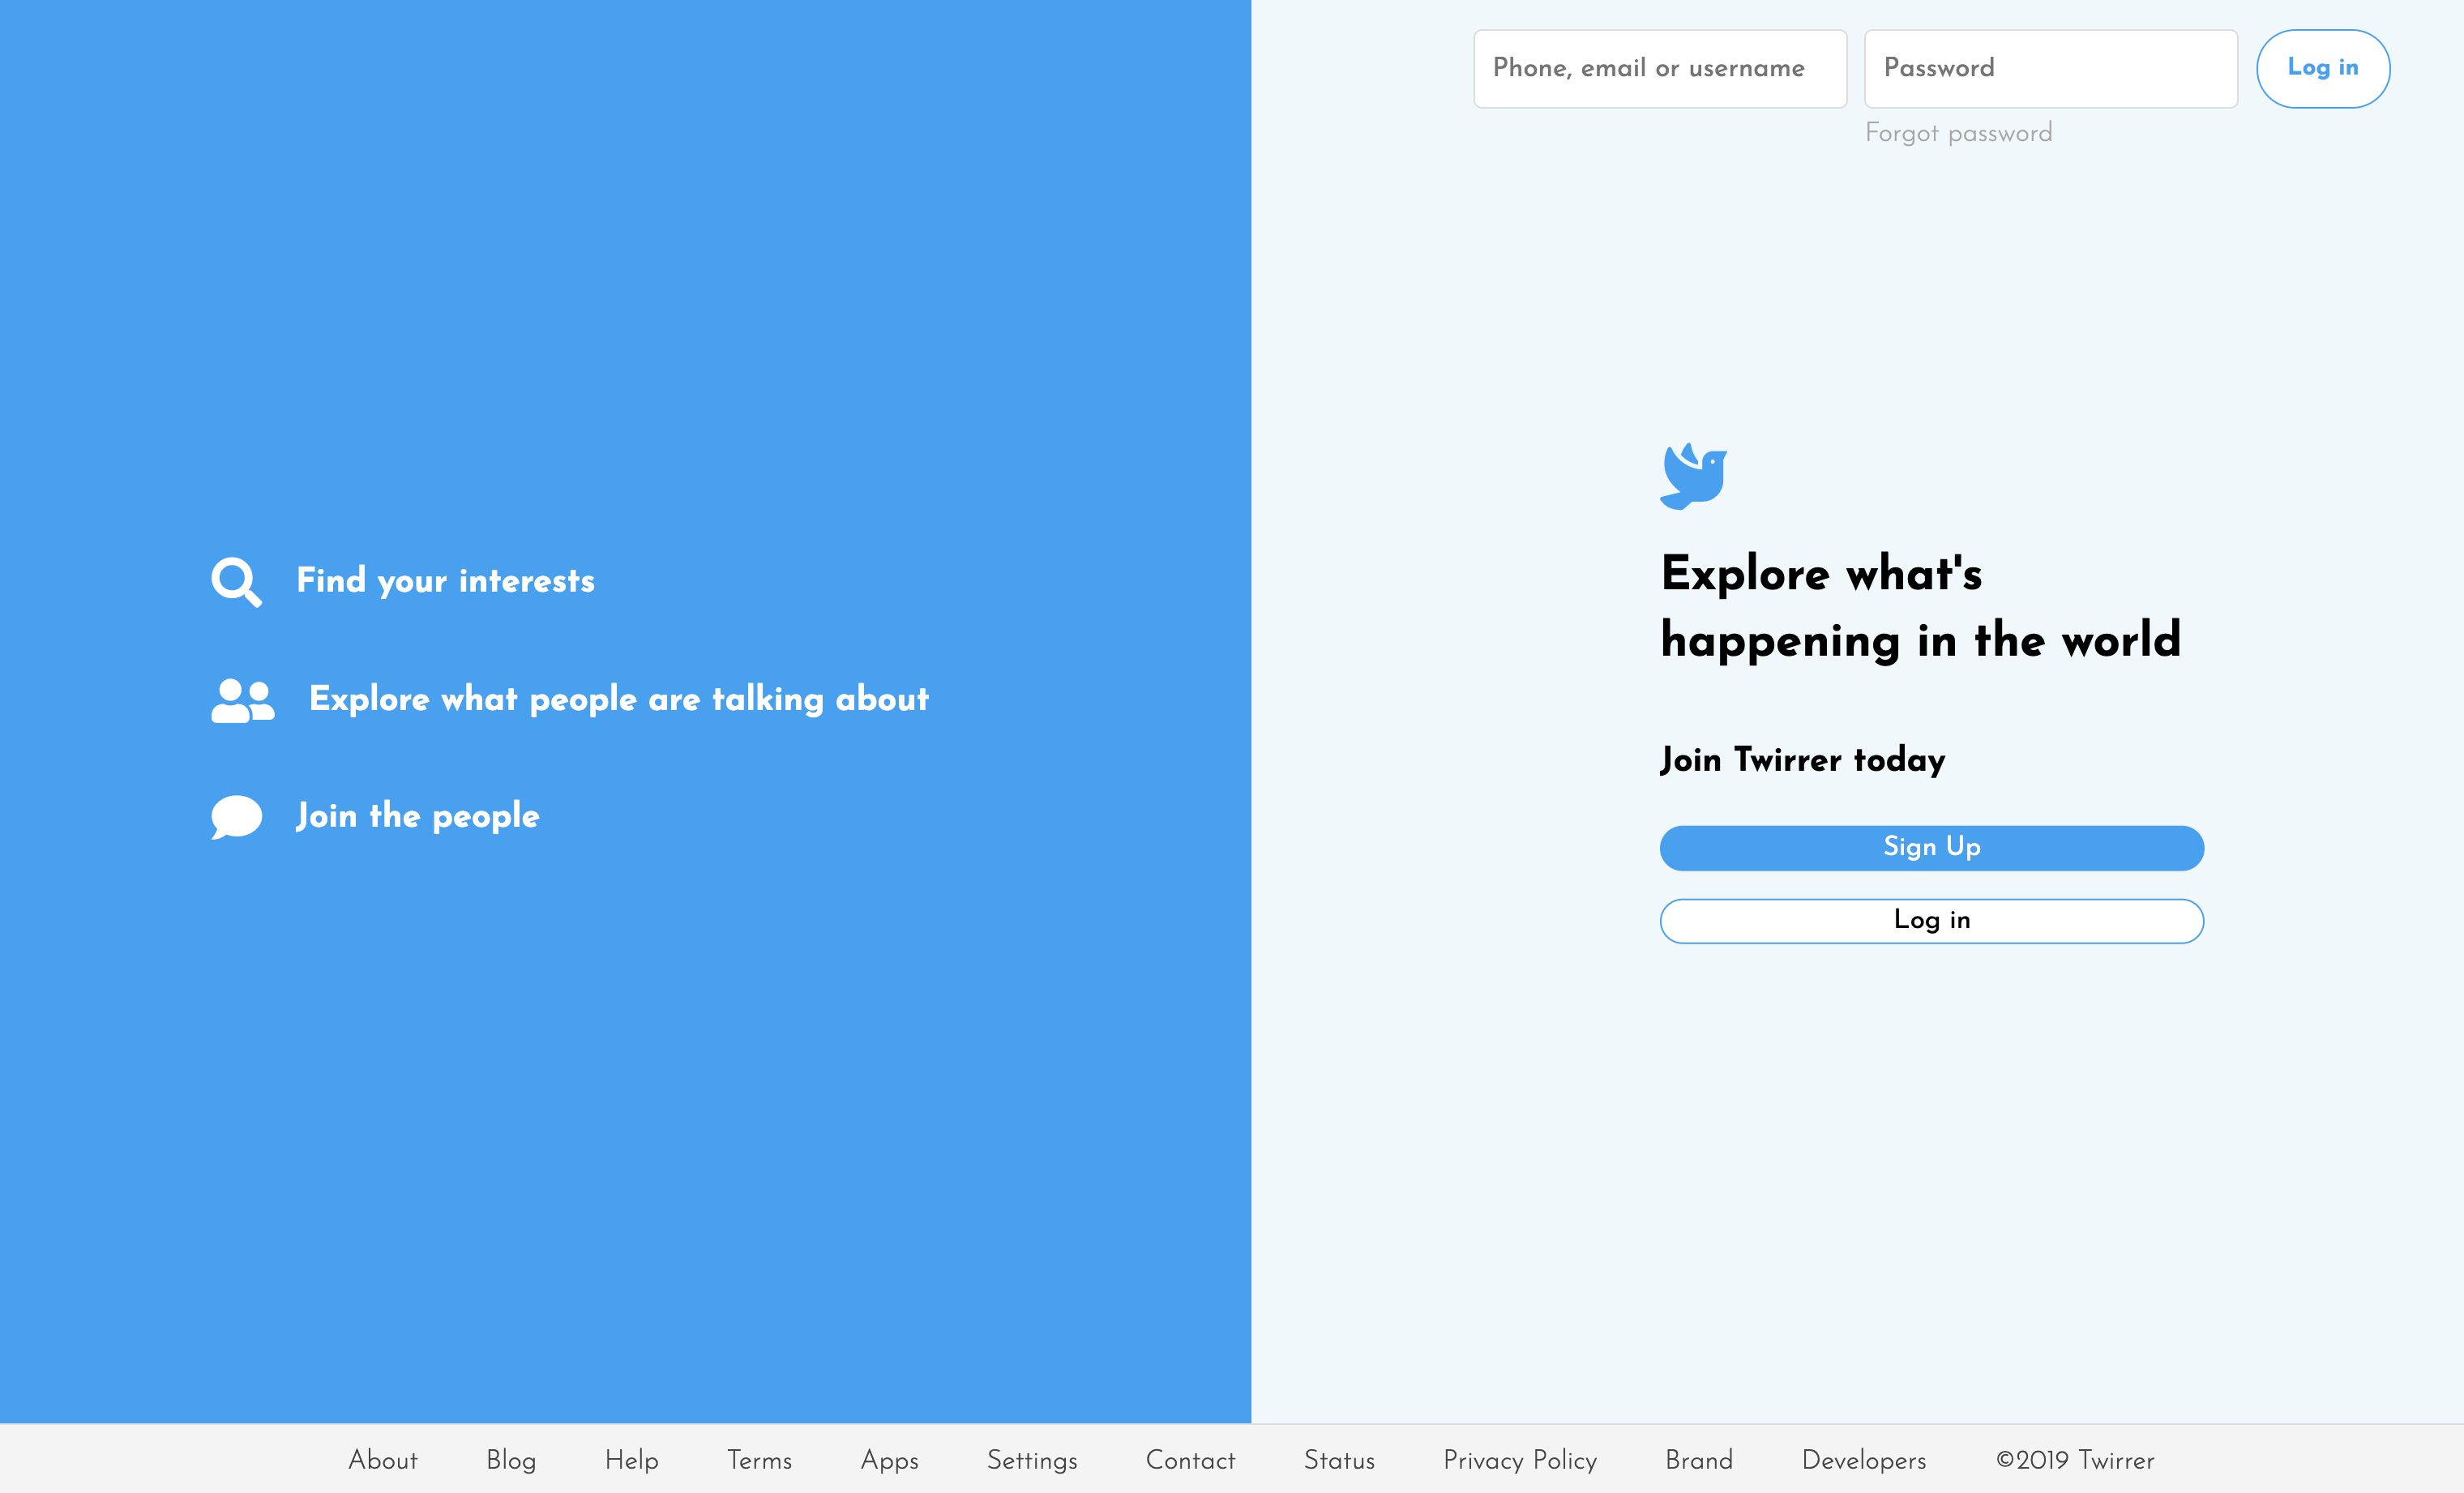 Phone, email or username
Password
Log in
Forgot password
Find your interests
Explore what people are talking about
Join the people
Explore what's
happening in the world
Join Twirrer today
Sign Up
Log in
About Blog Help Terms Apps Settings Contact Status Privacy Policy Brand Developers ©2019 Twirrer